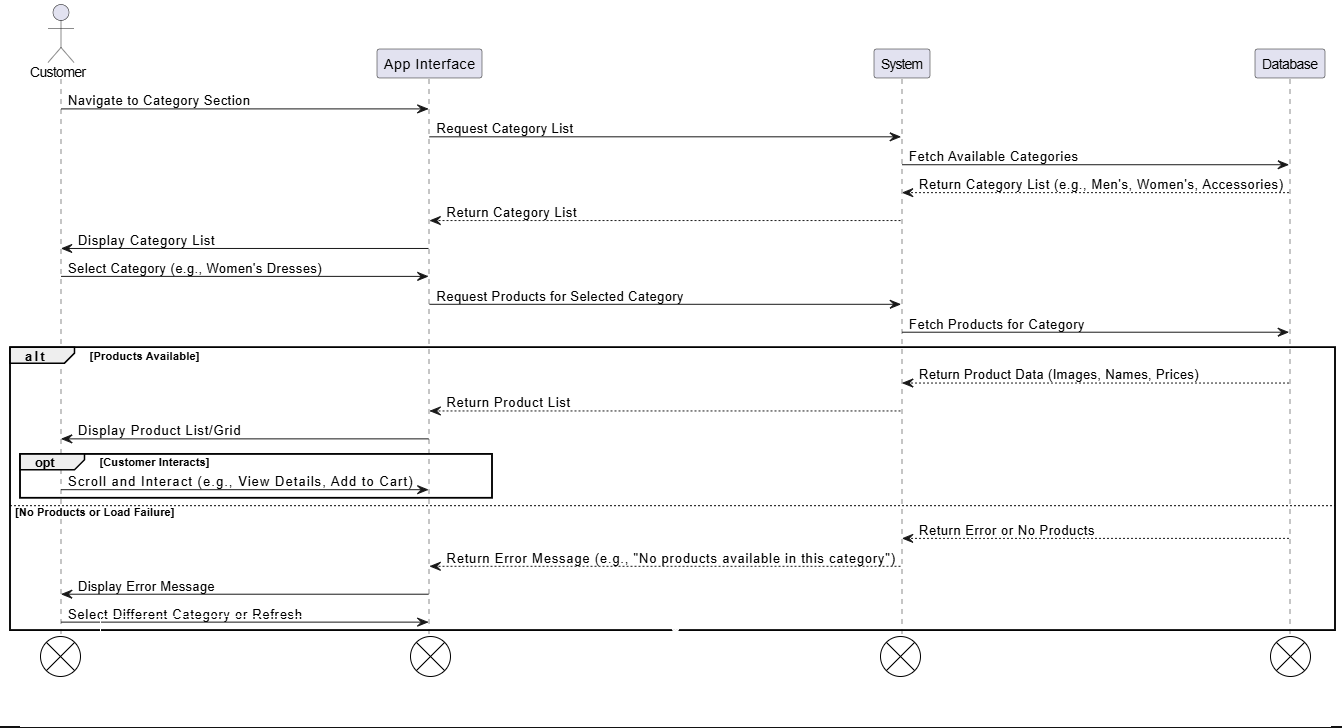 Customer
App Interface
System
Database
Navigate to Category Section
Request Category List
Fetch Available Categories
Return Category List (e.g., Men's, Women's, Accessories)
Return Category List
Display Category List
Select Category (e.g., Women's Dresses)
Request Products for Selected Category
Fetch Products for Category
alt
[Products Available]
Return Product Data (Images, Names, Prices)
Return Product List
Display Product List/Grid
opt
[Customer Interacts]
Scroll and Interact (e.g., View Details, Add to Cart)
[No Products or Load Failure]
Return Error or No Products
Return Error Message (e.g., "No products available in this category")
Display Error Message
Select Different Category or Refresh